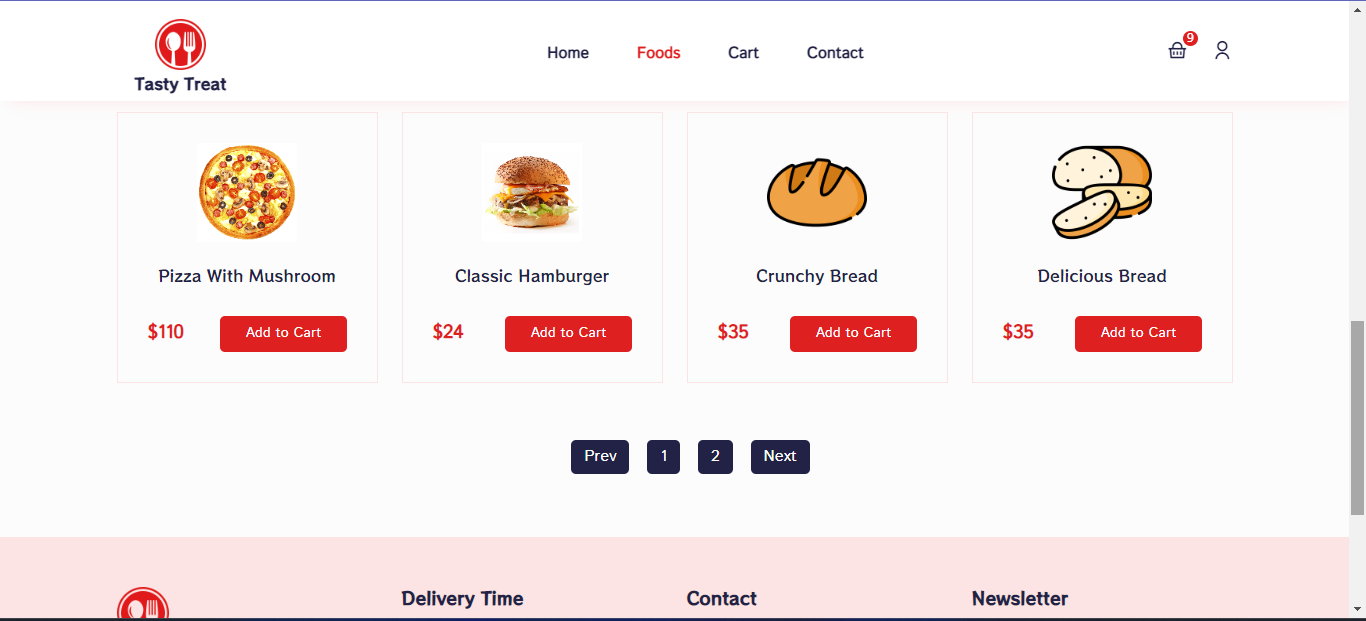 Home Foods Cart Contact 9
Tasty Treat
Pizza With Mushroom Classic Hamburger Crunchy Bread Delicious Bread
$110 Add to Cart $24 Add to Cart $35 Add to Cart $35 Add to Cart
Prev 1 2 Next
Delivery Time Contact Newsletter